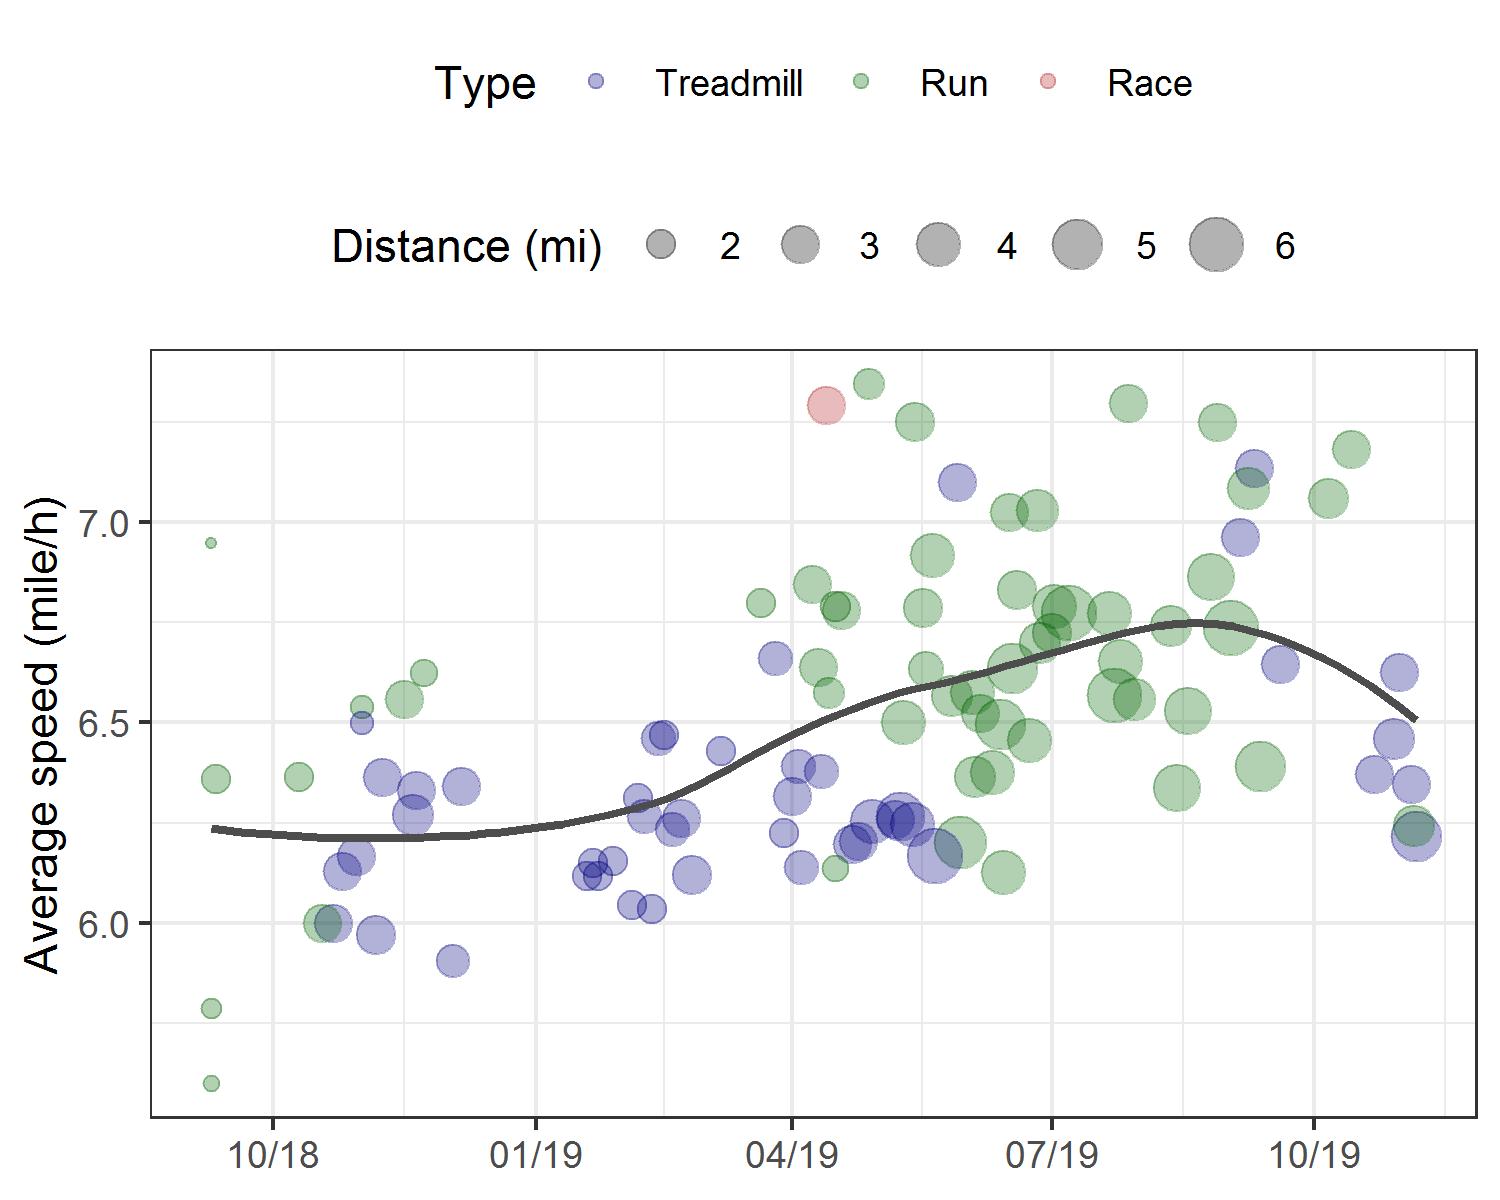 Type Treadmill Run Race
Distance (mi) 2 3 4 5 6
Average speed (mile/h)
7.0
6.5
6.0
10/18 01/19 04/19 07/19 10/19